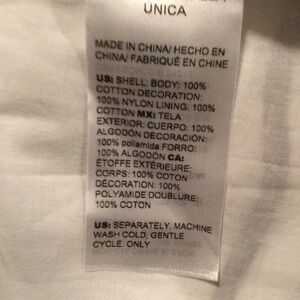 UNICA
MADE IN CHINA/ HECHO EN
CHINA/ FABRIQUÉ EN CHINE
US: SHELL: BODY: 100%
COTTON DECORATION:
100% NYLON LINING: 100%
COTTON MX: TELA
EXTERIOR: CUERPO: 100%
ALGODÓN DECORACIÓN:
100% poliamida FORRO:
100% ALGODÓN CA:
ÉTOFFE EXTÉRIEURE:
CORPS: 100% COTON
DÉCORATION: 100%
POLYAMIDE DOUBLURE:
100% COTON
US: SEPARATELY. MACHINE
WASH COLD, GENTLE
CYCLE. ONLY